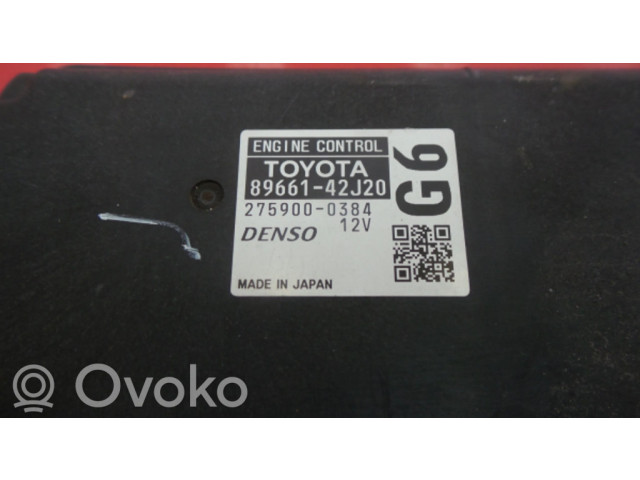 ENGINE CONTROL
TOYOTA
89661-42J20
G6
275900-0384
DENSO 12V
MADE IN JAPAN
Ovoko